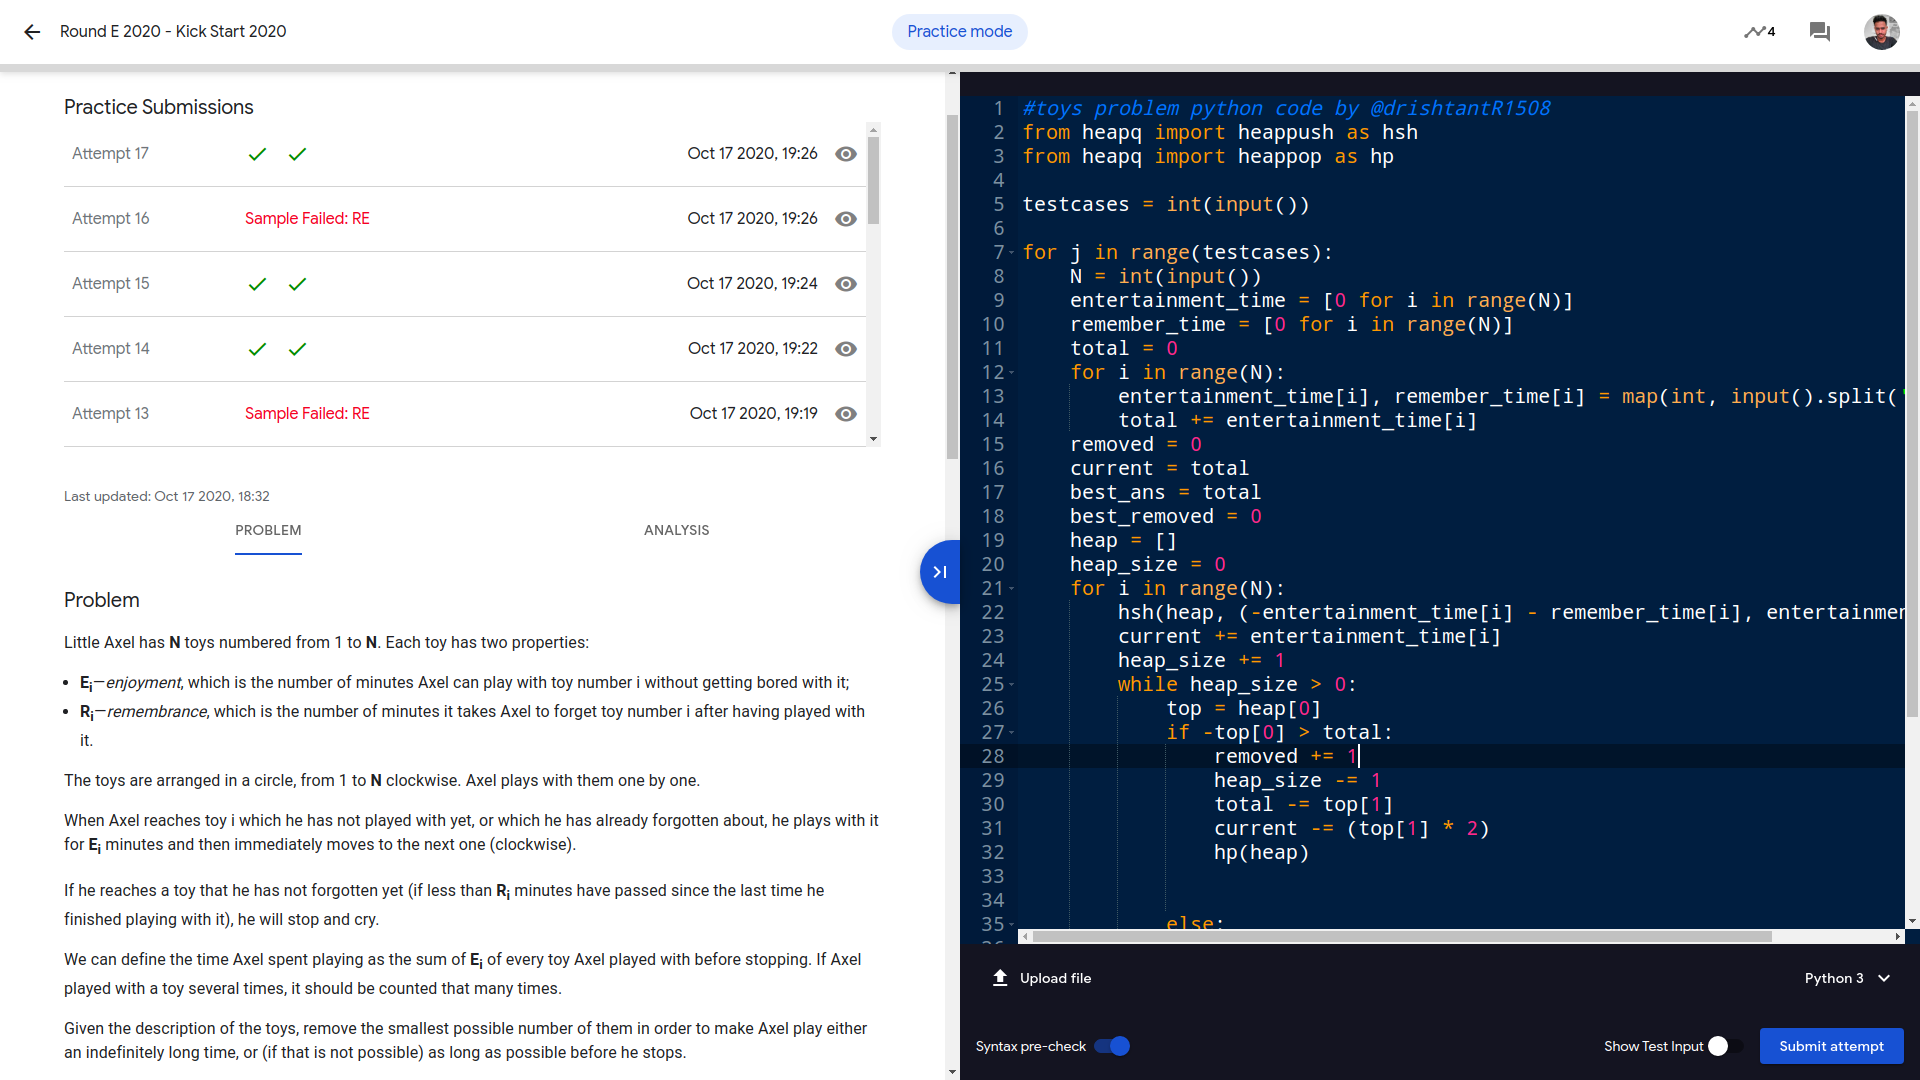 Round E 2020 - Kick Start 2020
Practice mode
4
Practice Submissions
Attempt 17 Oct 17 2020, 19:26
Attempt 16 Sample Failed: RE Oct 17 2020, 19:26
Attempt 15 Oct 17 2020, 19:24
Attempt 14 Oct 17 2020, 19:22
Attempt 13 Sample Failed: RE Oct 17 2020, 19:19
Last updated: Oct 17 2020, 18:32
PROBLEM ANALYSIS
Problem
Little Axel has N toys numbered from 1 to N. Each toy has two properties:
• Ei—enjoyment, which is the number of minutes Axel can play with toy number i without getting bored with it;
• Ri—remembrance, which is the number of minutes it takes Axel to forget toy number i after having played with
it.
The toys are arranged in a circle, from 1 to N clockwise. Axel plays with them one by one.
When Axel reaches toy i which he has not played with yet, or which he has already forgotten about, he plays with it
for Ei minutes and then immediately moves to the next one (clockwise).
If he reaches a toy that he has not forgotten yet (if less than Ri minutes have passed since the last time he
finished playing with it), he will stop and cry.
We can define the time Axel spent playing as the sum of Ei of every toy Axel played with before stopping. If Axel
played with a toy several times, it should be counted that many times.
Given the description of the toys, remove the smallest possible number of them in order to make Axel play either
an indefinitely long time, or (if that is not possible) as long as possible before he stops.
1 #toys problem python code by @drishtantR1508
2 from heapq import heappush as hsh
3 from heapq import heappop as hp
4
5 testcases = int(input())
6
7 for j in range(testcases):
8 N = int(input())
9 entertainment_time = [0 for i in range(N)]
10 remember_time = [0 for i in range(N)]
11 total = 0
12 for i in range(N):
13 entertainment_time[i], remember_time[i] = map(int, input().split('
14 total += entertainment_time[i]
15 removed = 0
16 current = total
17 best_ans = total
18 best_removed = 0
19 heap = []
20 heap_size = 0
21 for i in range(N):
22 hsh(heap, (-entertainment_time[i] - remember_time[i], entertainmen
23 current += entertainment_time[i]
24 heap_size += 1
25 while heap_size > 0:
26 top = heap[0]
27 if -top[0] > total:
28 removed += 1
29 heap_size -= 1
30 total -= top[1]
31 current -= (top[1] * 2)
32 hp(heap)
33
34
35 else:
Upload file Python 3
Syntax pre-check Show Test Input Submit attempt